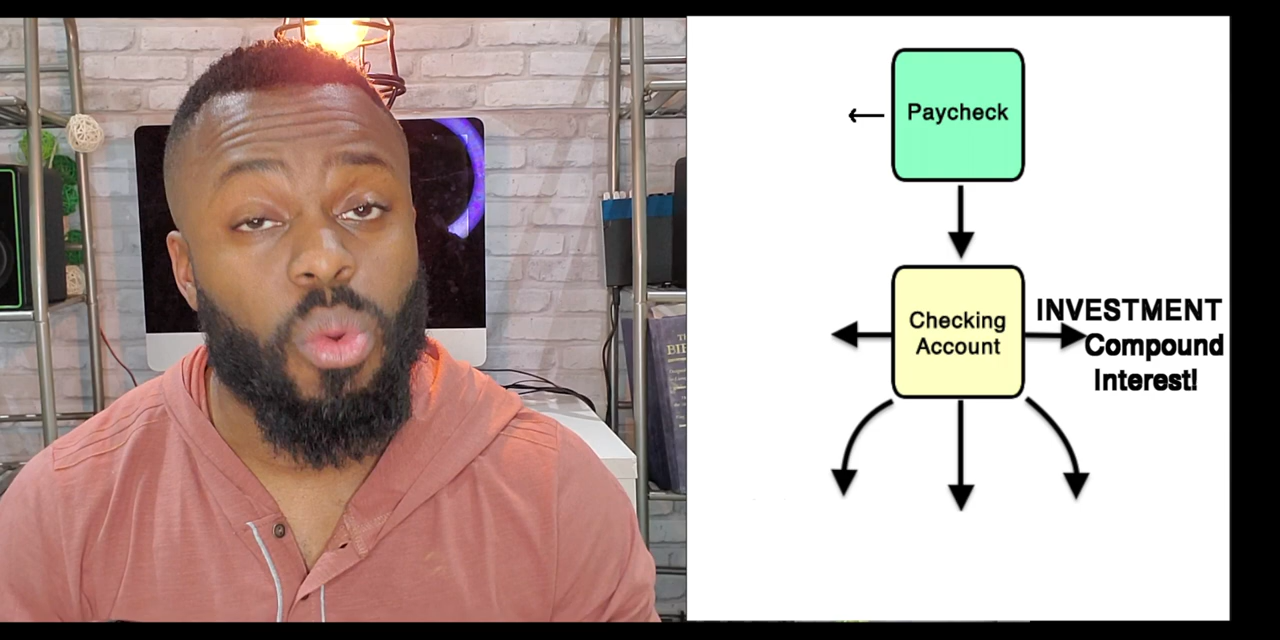 Paycheck
Checking
Account
INVESTMENT
Compound
Interest!